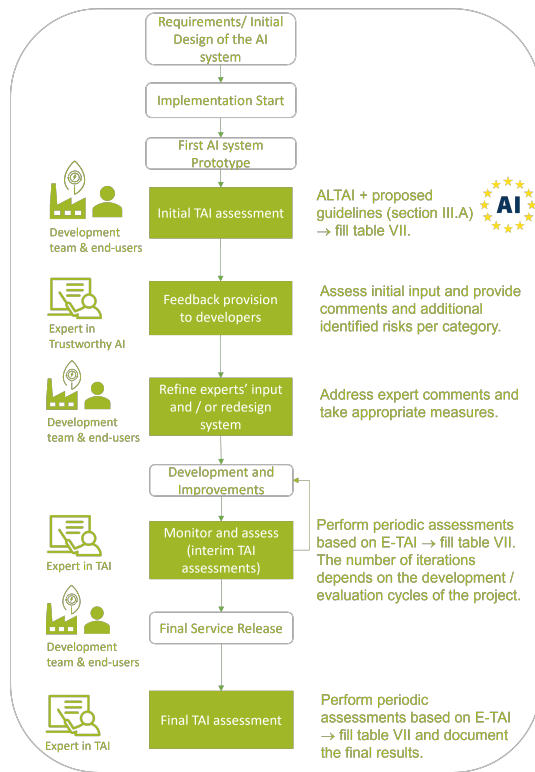 Requirements/ Initial
Design of the AI
system
Implementation Start
First AI system
Prototype
Development
team & end-users
Initial TAI assessment
ALTAI + proposed
guidelines (section III.A)
→ fill table VII.
AI
Expert in
Trustworthy AI
Feedback provision
to developers
Assess initial input and provide
comments and additional
identified risks per category.
Development
team & end-users
Refine experts' input
and / or redesign
system
Address expert comments and
take appropriate measures.
Development and
Improvements
Expert in TAI
Monitor and assess
(interim TAI
assessments)
Perform periodic assessments
based on E-TAI → fill table VII.
The number of iterations
depends on the development /
evaluation cycles of the project.
Development
team & end-users
Final Service Release
Expert in TAI
Final TAI assessment
Perform periodic
assessments based on E-TAI
→ fill table VII and document
the final results.